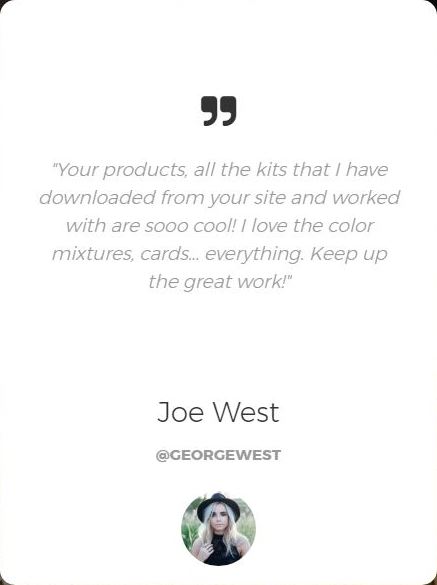 "Your products, all the kits that I have
downloaded from your site and worked
with are sooo cool! I love the color
mixtures, cards... everything. Keep up
the great work!"
Joe West
@GEORGEWEST